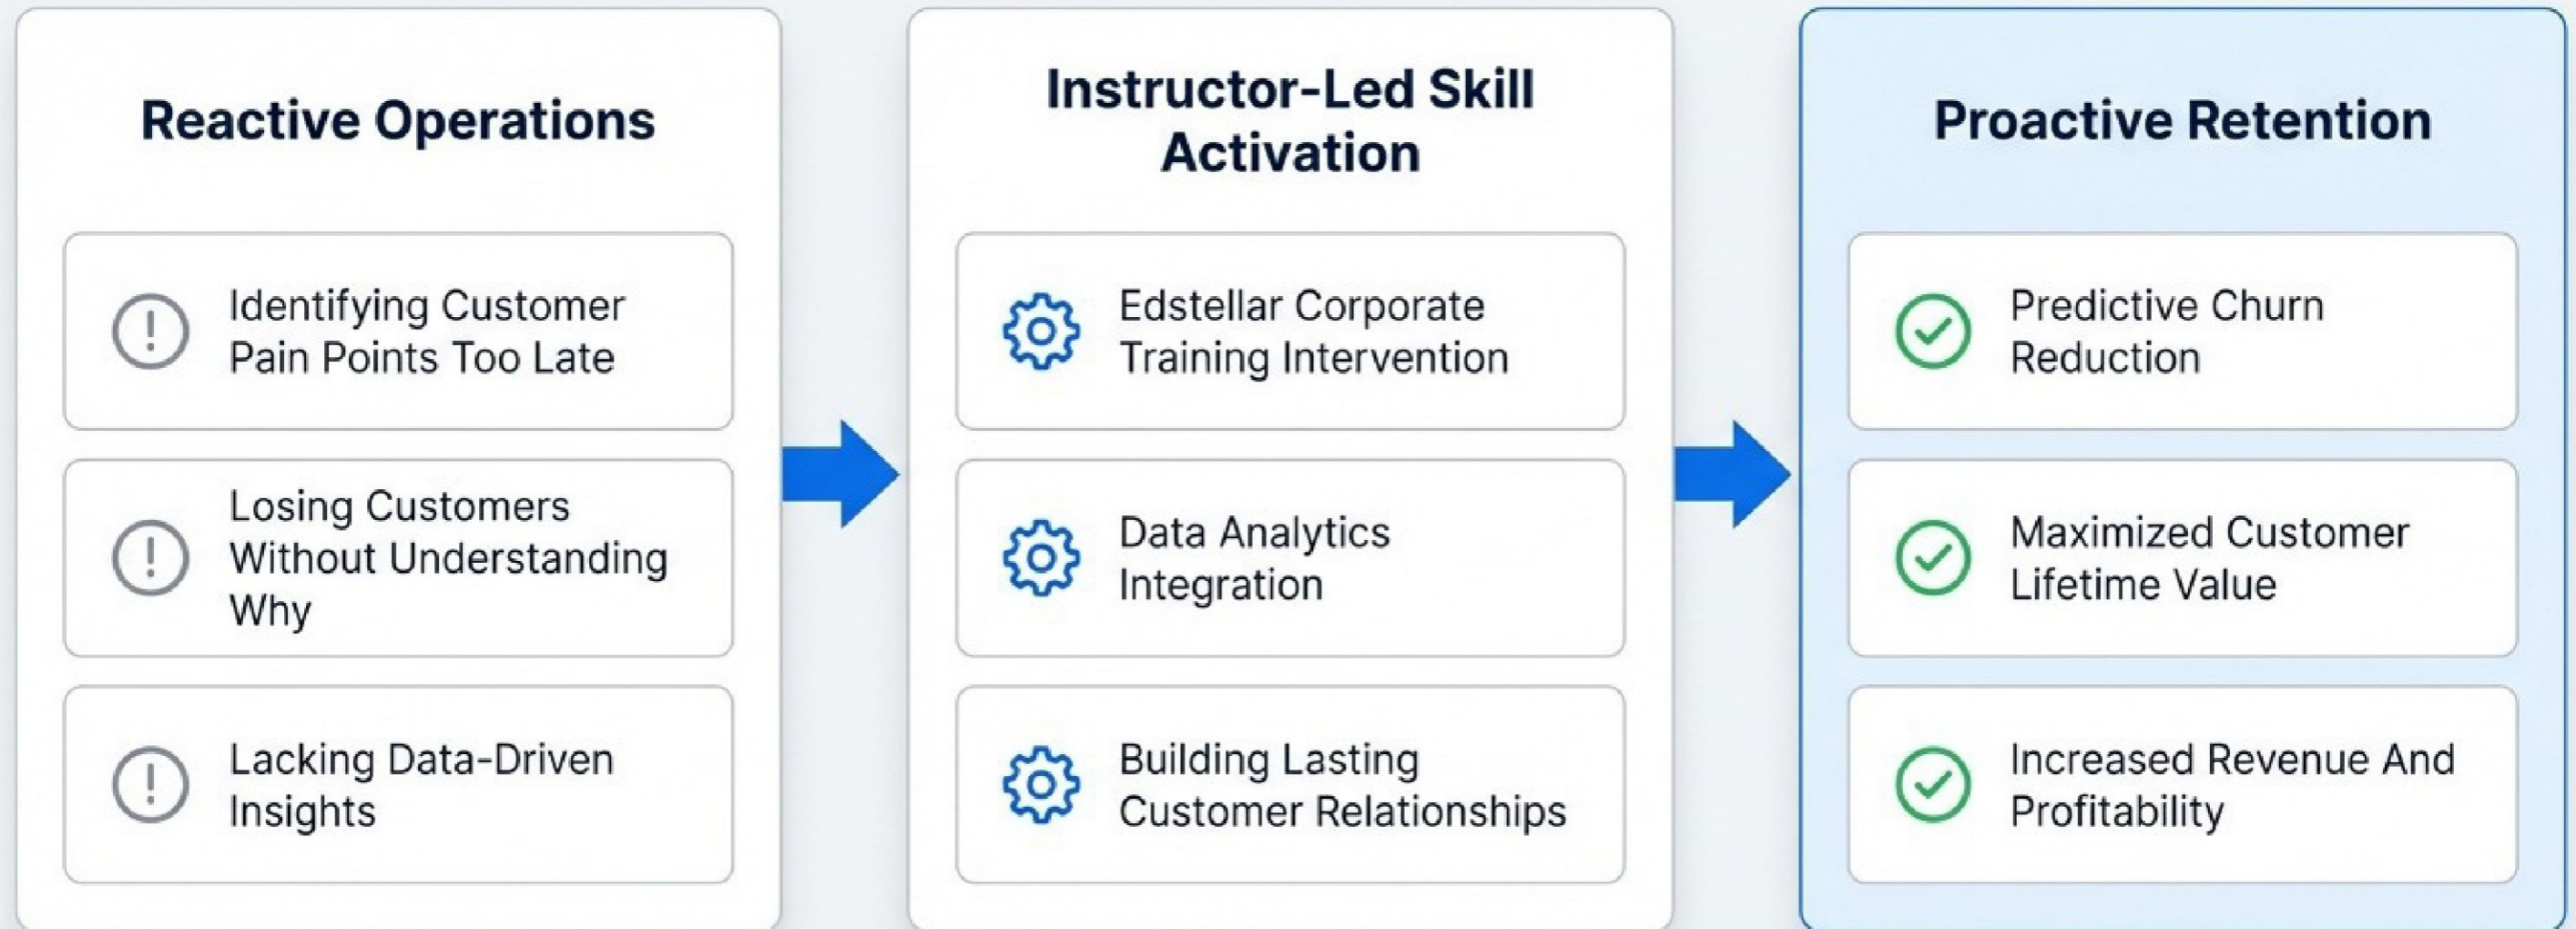 Reactive Operations
Identifying Customer
Pain Points Too Late
Losing Customers
Without Understanding
Why
Lacking Data-Driven
Insights
Instructor-Led Skill
Activation
Edstellar Corporate
Training Intervention
Data Analytics
Integration
Building Lasting
Customer Relationships
Proactive Retention
Predictive Churn
Reduction
Maximized Customer
Lifetime Value
Increased Revenue And
Profitability